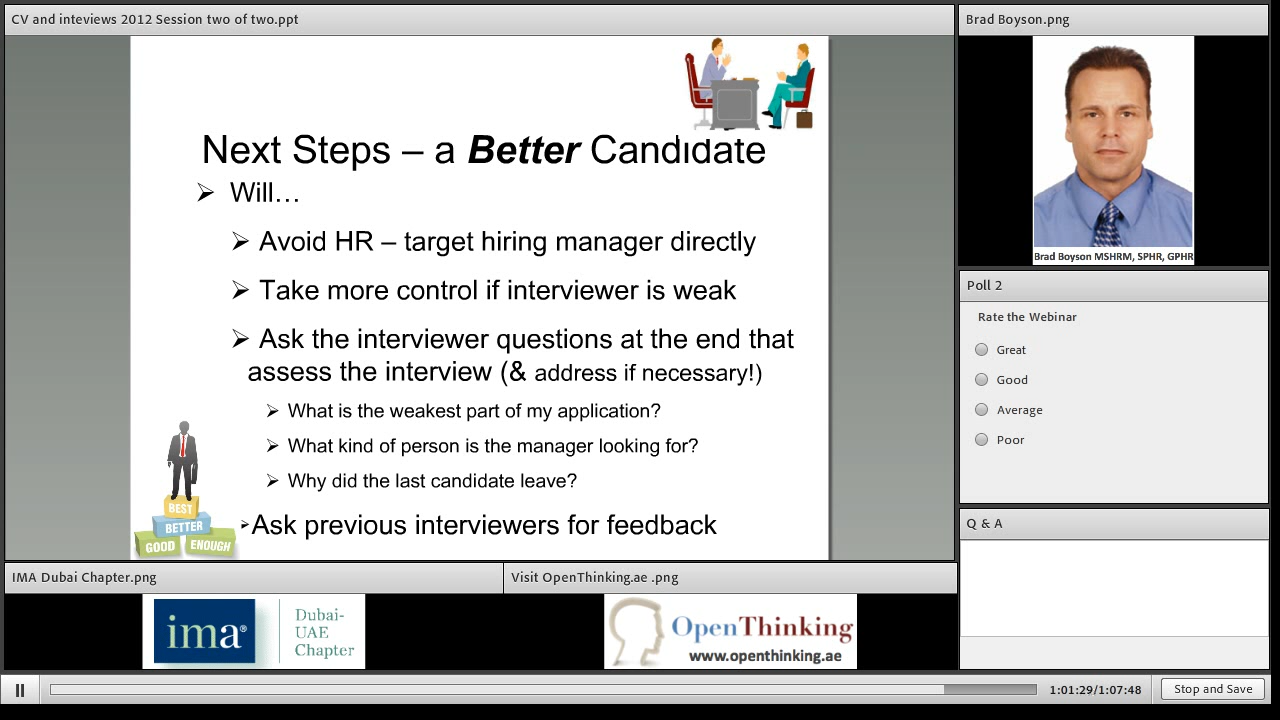 CV and inteviews 2012 Session two of two.ppt
Next Steps – a Better Candidate
➢ Will…
➢ Avoid HR – target hiring manager directly
➢ Take more control if interviewer is weak
➢ Ask the interviewer questions at the end that
assess the interview (& address if necessary!)
➢ What is the weakest part of my application?
➢ What kind of person is the manager looking for?
➢ Why did the last candidate leave?
➢Ask previous interviewers for feedback
BEST
BETTER
GOOD ENOUGH
Brad Boyson.png
Brad Boyson MSHRM, SPHR, GPHR
Poll 2
Rate the Webinar
Great
Good
Average
Poor
Q & A
IMA Dubai Chapter.png
ima®
Dubai-
UAE
Chapter
Visit OpenThinking.ae .png
OpenThinking
www.openthinking.ae
1:01:29/1:07:48
Stop and Save